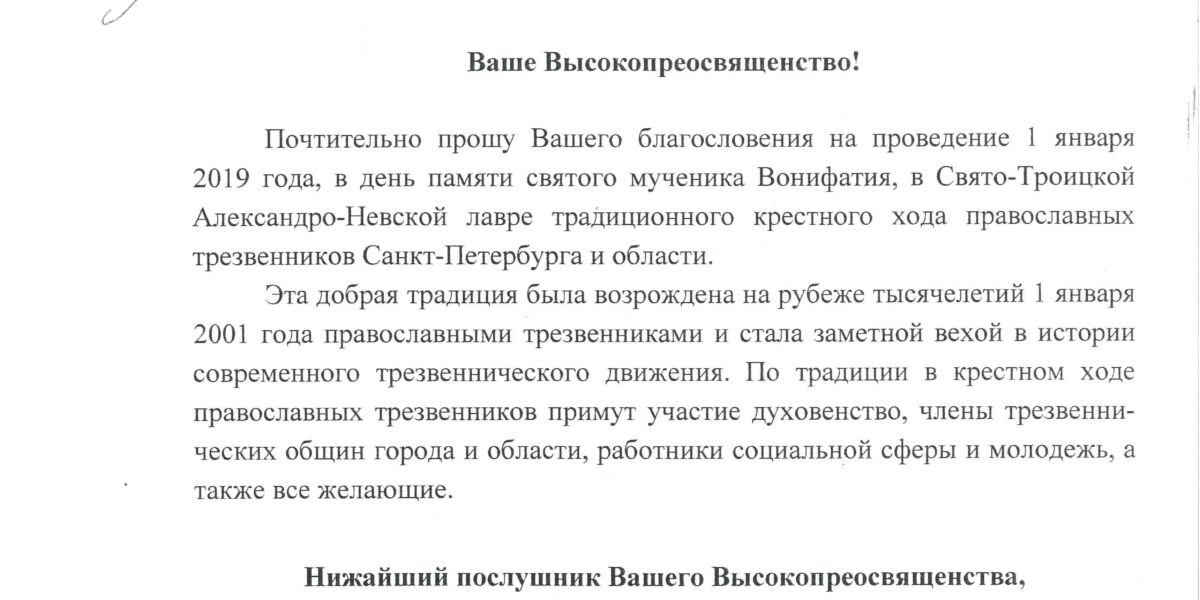 Ваше Высокопреосвященство!
Почтительно прошу Вашего благословения на проведение 1 января
2019 года, в день памяти святого мученика Вонифатия, в Свято-Троицкой
Александро-Невской лавре традиционного крестного хода православных
трезвенников Санкт-Петербурга и области.
Эта добрая традиция была возрождена на рубеже тысячелетий 1 января
2001 года православными трезвенниками и стала заметной вехой в истории
современного трезвеннического движения. По традиции в крестном ходе
православных трезвенников примут участие духовенство, члены трезвенни-
ческих общин города и области, работники социальной сферы и молодежь, а
также все желающие.
Нижайший послушник Вашего Высокопреосвященства,